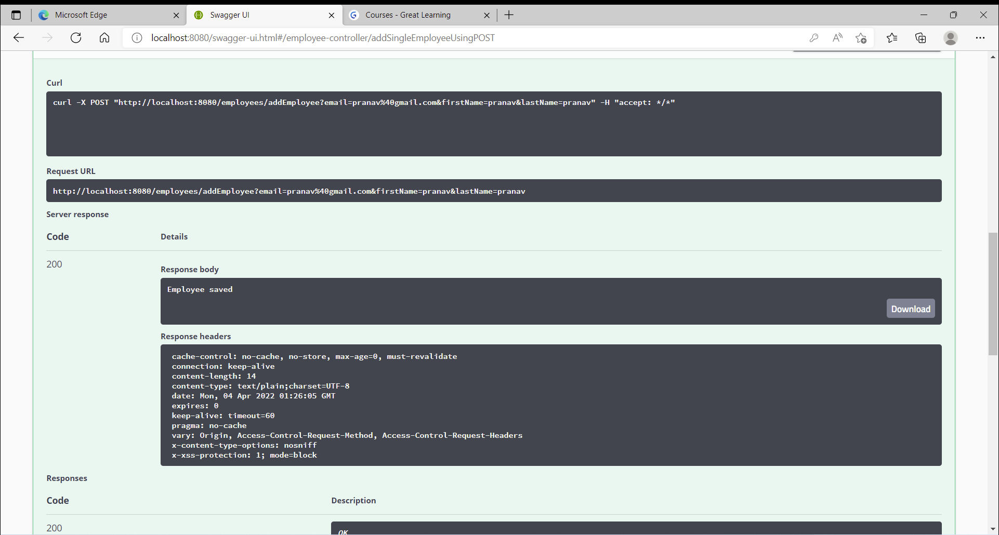 Microsoft Edge
Swagger UI
Courses - Great Learning
localhost:8080/swagger-ui.html#/employee-controller/addSingleEmployeeUsingPOST
Curl
curl -X POST "http://localhost:8080/employees/addEmployee?email=pranav%40gmail.com&firstName=pranav&lastName=pranav" -H "accept: */*"
Request URL
http://localhost:8080/employees/addEmployee?email=pranav%40gmail.com&firstName=pranav&lastName=pranav
Server response
Code Details
200
Response body
Employee saved
Download
Response headers
cache-control: no-cache, no-store, max-age=0, must-revalidate
connection: keep-alive
content-length: 14
content-type: text/plain;charset=UTF-8
date: Mon, 04 Apr 2022 01:26:05 GMT
expires: 0
keep-alive: timeout=60
pragma: no-cache
vary: Origin, Access-Control-Request-Method, Access-Control-Request-Headers
x-content-type-options: nosniff
x-xss-protection: 1; mode=block
Responses
Code Description
200
OK